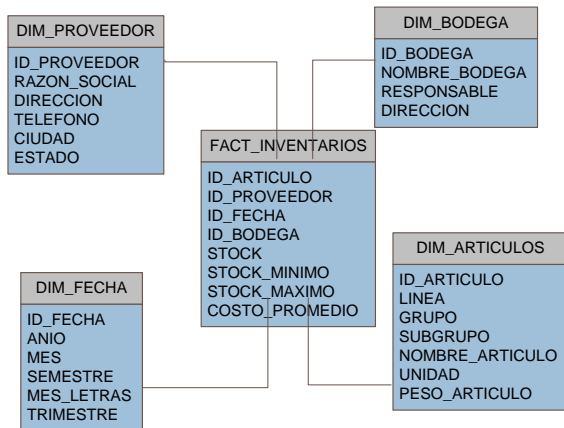 DIM_PROVEEDOR
ID_PROVEEDOR
RAZON_SOCIAL
DIRECCION
TELEFONO
CIUDAD
ESTADO
DIM_BODEGA
ID_BODEGA
NOMBRE_BODEGA
RESPONSABLE
DIRECCION
FACT_INVENTARIOS
ID_ARTICULO
ID_PROVEEDOR
ID_FECHA
ID_BODEGA
STOCK
STOCK_MINIMO
STOCK_MAXIMO
COSTO_PROMEDIO
DIM_FECHA
ID_FECHA
ANIO
MES
SEMESTRE
MES_LETRAS
TRIMESTRE
DIM_ARTICULOS
ID_ARTICULO
LINEA
GRUPO
SUBGRUPO
NOMBRE_ARTICULO
UNIDAD
PESO_ARTICULO